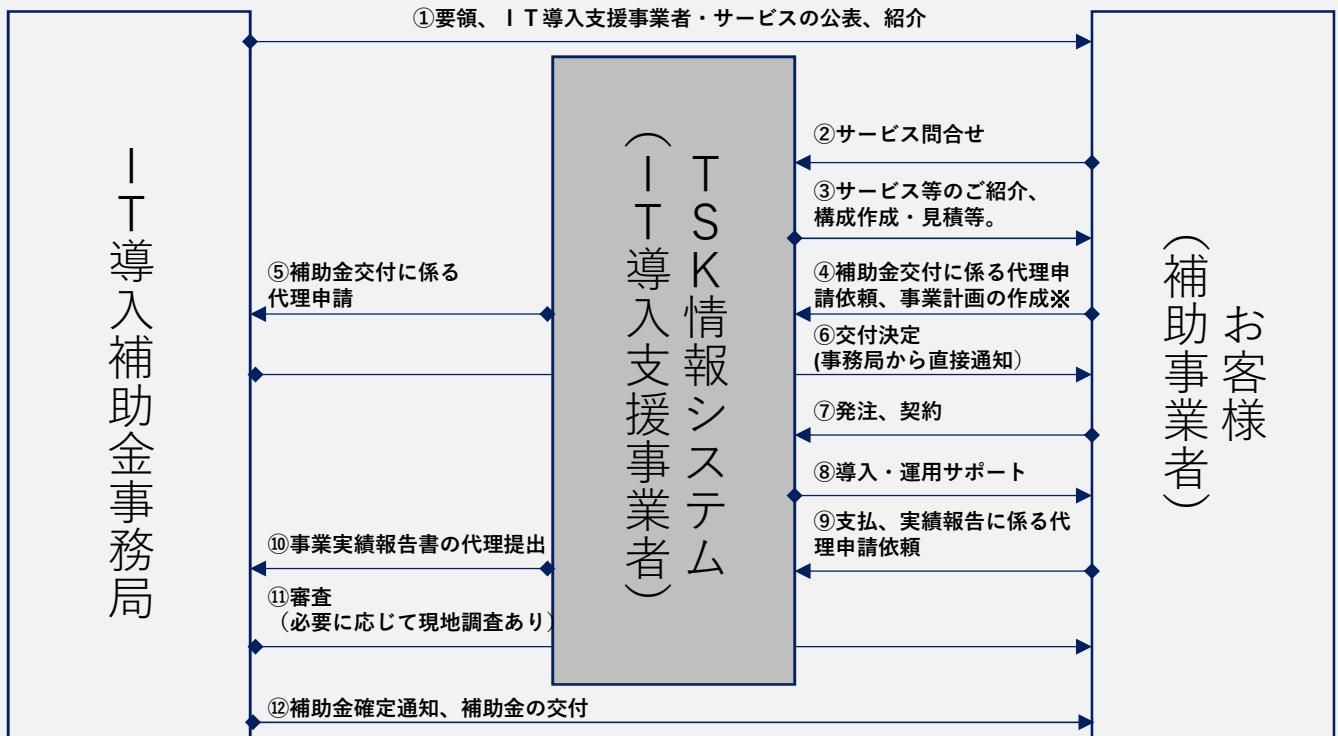 ①要領、ＩＴ導入支援事業者・サービスの公表、紹介
ＩＴ導入補助金事務局
ＴＳＫ情報システム
（ＩＴ導入支援事業者）
お客様
（補助事業者）
②サービス問合せ
③サービス等のご紹介、
構成作成・見積等。
④補助金交付に係る代理申
請依頼、事業計画の作成※
⑤補助金交付に係る
代理申請
⑥交付決定
(事務局から直接通知）
⑦発注、契約
⑧導入・運用サポート
⑨支払、実績報告に係る代
理申請依頼
⑩事業実績報告書の代理提出
⑪審査
（必要に応じて現地調査あり）
⑫補助金確定通知、補助金の交付